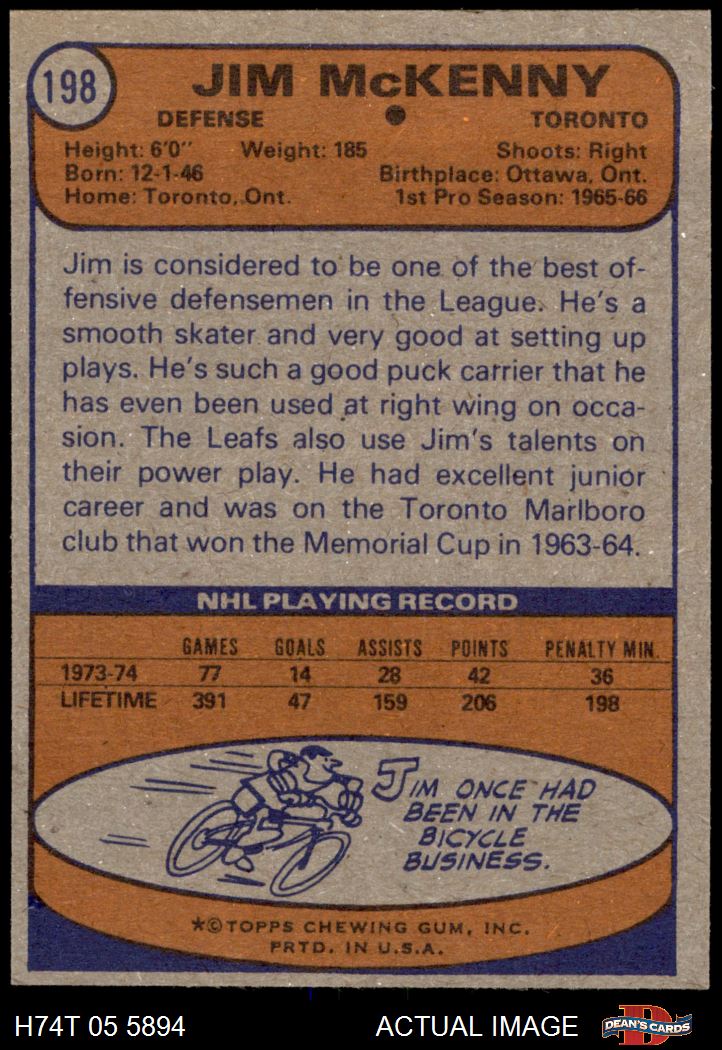 198
JIM McKENNY
DEFENSE TORONTO
Height: 6'0" Weight: 185 Shoots: Right
Born: 12-1-46 Birthplace: Ottawa, Ont.
Home: Toronto, Ont. 1st Pro Season: 1965-66
Jim is considered to be one of the best of-
fensive defensemen in the League. He's a
smooth skater and very good at setting up
plays. He's such a good puck carrier that he
has even been used at right wing on occa-
sion. The Leafs also use Jim's talents on
their power play. He had excellent junior
career and was on the Toronto Marlboro
club that won the Memorial Cup in 1963-64.
NHL PLAYING RECORD
GAMES GOALS ASSISTS POINTS PENALTY MIN.
1973-74 77 14 28 42 36
LIFETIME 391 47 159 206 198
JIM ONCE HAD
BEEN IN THE
BICYCLE
BUSINESS.
*©TOPPS CHEWING GUM, INC.
PRTD. IN U.S.A.
H74T 05 5894 ACTUAL IMAGE D DEAN'S CARDS